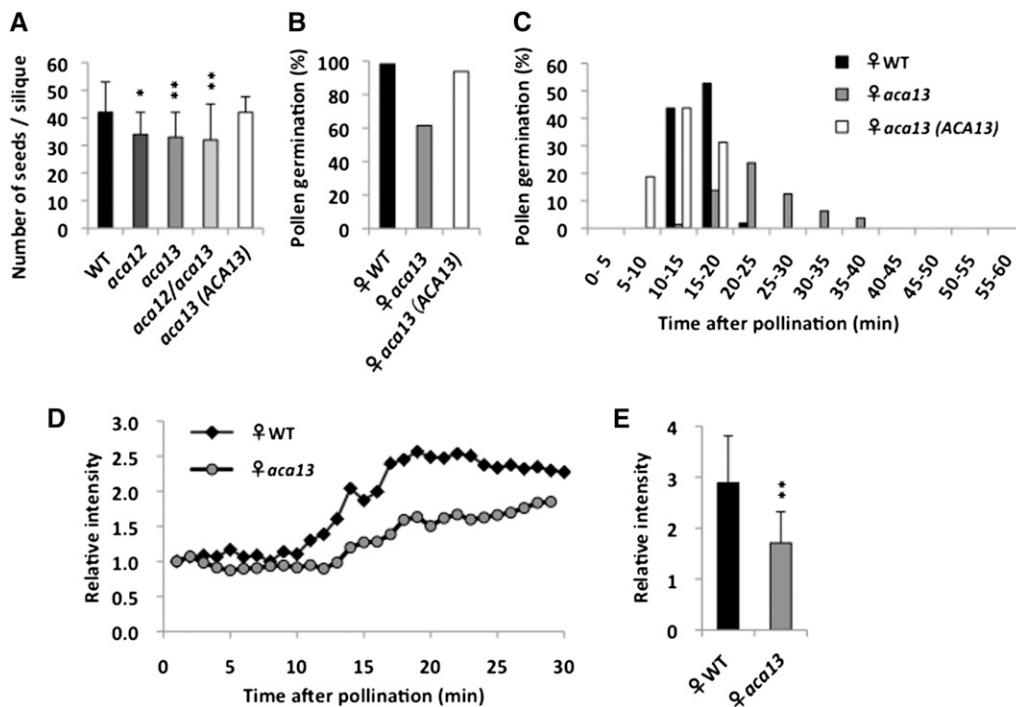 A
Number of seeds / silique
60
50
40
30
20
10
0
*
**
**
WT
aca12
aca13
aca12/aca13
aca13 (ACA13)
B
Pollen germination (%)
100
80
60
40
20
0
♀ WT
♀ aca13
♀ aca13 (ACA13)
C
Pollen germination (%)
60
50
40
30
20
10
0
♀ WT
♀ aca13
♀ aca13 (ACA13)
0- 5
5-10
10-15
15-20
20-25
25-30
30-35
35-40
40-45
45-50
50-55
55-60
Time after pollination (min)
D
Relative intensity
3.0
2.5
2.0
1.5
1.0
0.5
0.0
♀ WT
♀ aca13
0 5 10 15 20 25 30
Time after pollination (min)
E
Relative intensity
4
3
2
1
0
**
♀ WT
♀ aca13